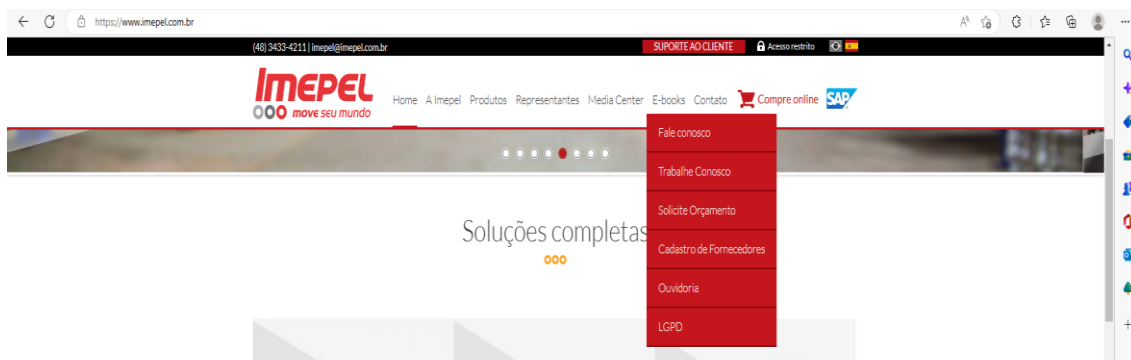 https://www.imepel.com.br
(48) 3433-4211 | imepel@imepel.com.br
SUPORTE AO CLIENTE
Acesso restrito
Imepel
move seu mundo
Home A Imepel Produtos Representantes Media Center E-books Contato Compre online SAP
Fale conosco
Trabalhe Conosco
Solicite Orçamento
Soluções completas
Cadastro de Fornecedores
Ouvidoria
LGPD